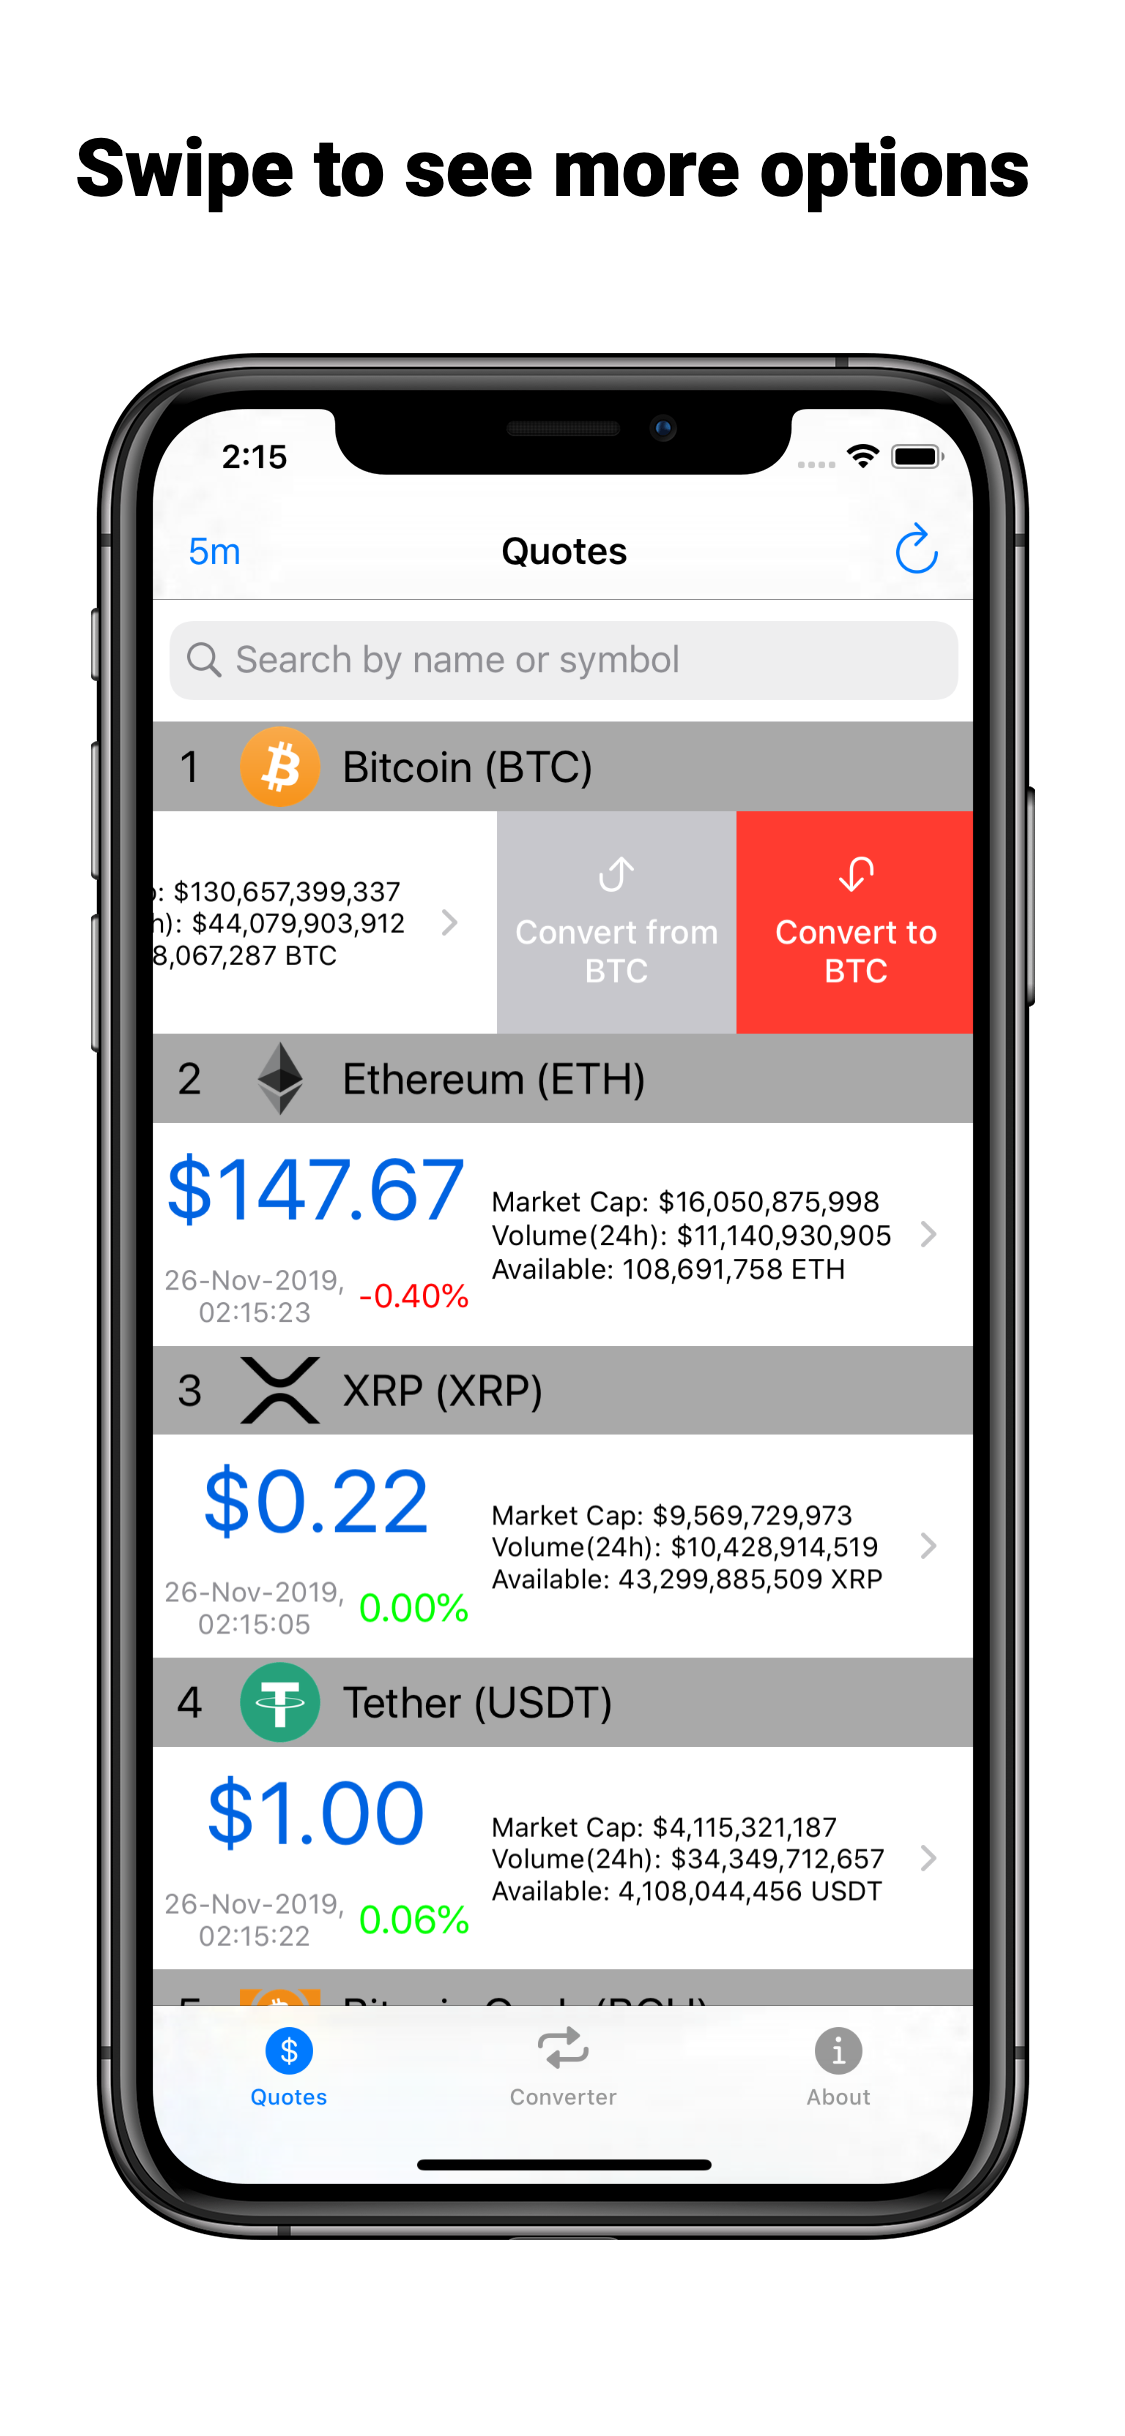 Swipe to see more options
2:15
5m
Quotes
Search by name or symbol
1
Bitcoin (BTC)
: $130,657,399,337
h): $44,079,903,912
8,067,287 BTC
Convert from
BTC
Convert to
BTC
2
Ethereum (ETH)
$147.67
26-Nov-2019,
02:15:23
-0.40%
Market Cap: $16,050,875,998
Volume(24h): $11,140,930,905
Available: 108,691,758 ETH
3
XRP (XRP)
$0.22
26-Nov-2019,
02:15:05
0.00%
Market Cap: $9,569,729,973
Volume(24h): $10,428,914,519
Available: 43,299,885,509 XRP
4
Tether (USDT)
$1.00
26-Nov-2019,
02:15:22
0.06%
Market Cap: $4,115,321,187
Volume(24h): $34,349,712,657
Available: 4,108,044,456 USDT
Quotes
Converter
About